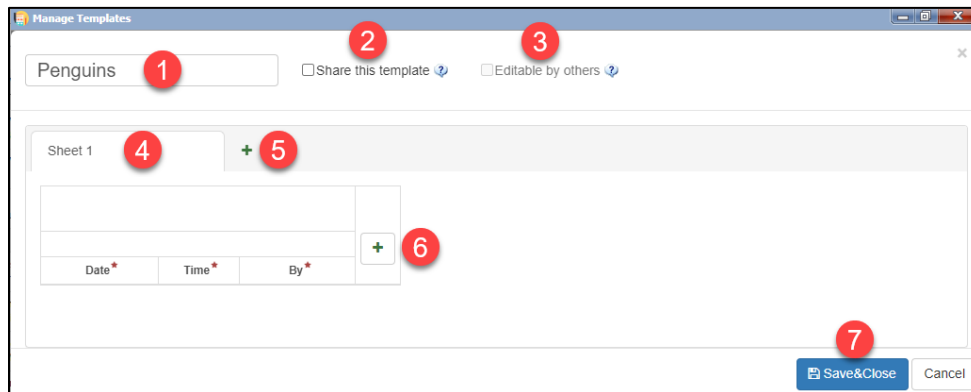 Manage Templates
Penguins 1
2
Share this template
3
Editable by others
×
Sheet 1 4
+ 5
+ 6
Date* Time* By*
7
Save&Close Cancel